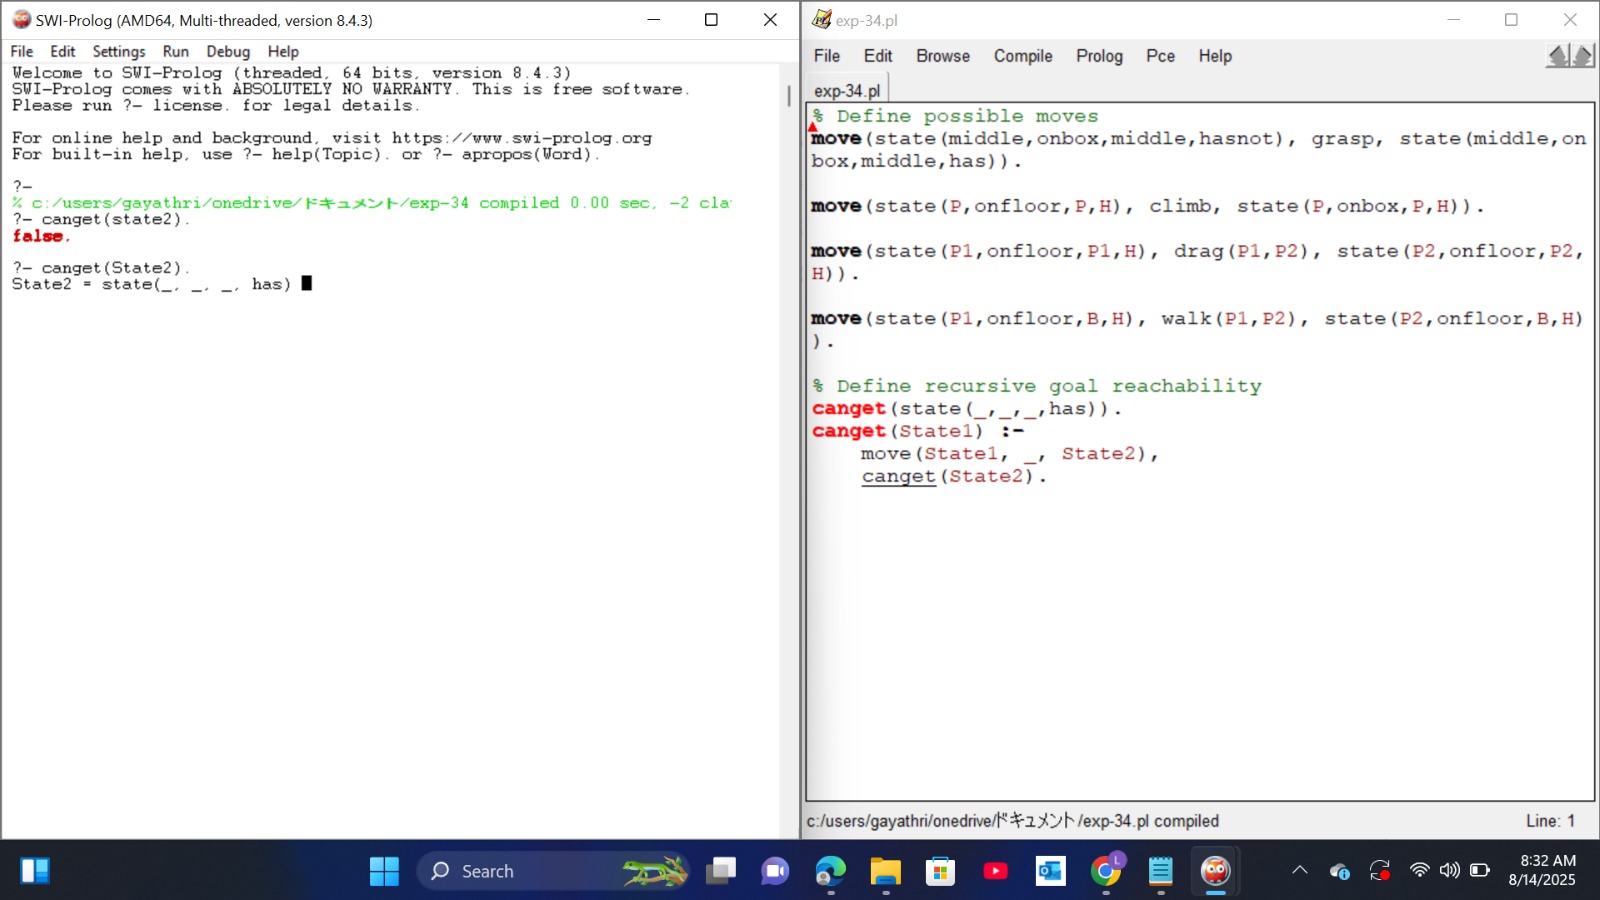 SWI-Prolog (AMD64, Multi-threaded, version 8.4.3)
File Edit Settings Run Debug Help
Welcome to SWI-Prolog (threaded, 64 bits, version 8.4.3)
SWI-Prolog comes with ABSOLUTELY NO WARRANTY. This is free software.
Please run ?- license. for legal details.
For online help and background, visit https://www.swi-prolog.org
For built-in help, use ?- help(Topic). or ?- apropos(Word).
?-
% c:/users/gayathri/onedrive/ドキュメント/exp-34 compiled 0.00 sec, -2 cla
?- canget(state2).
false.
?- canget(State2).
State2 = state(_, _, _, has)
exp-34.pl
File Edit Browse Compile Prolog Pce Help
exp-34.pl
% Define possible moves
move(state(middle,onbox,middle,hasnot), grasp, state(middle,on
box,middle,has)).
move(state(P,onfloor,P,H), climb, state(P,onbox,P,H)).
move(state(P1,onfloor,P1,H), drag(P1,P2), state(P2,onfloor,P2,
H)).
move(state(P1,onfloor,B,H), walk(P1,P2), state(P2,onfloor,B,H)
).
% Define recursive goal reachability
canget(state(_,_,_,has)).
canget(State1) :-
move(State1, _, State2),
canget(State2).
c:/users/gayathri/onedrive/ドキュメント/exp-34.pl compiled
Line: 1
Search
8:32 AM
8/14/2025